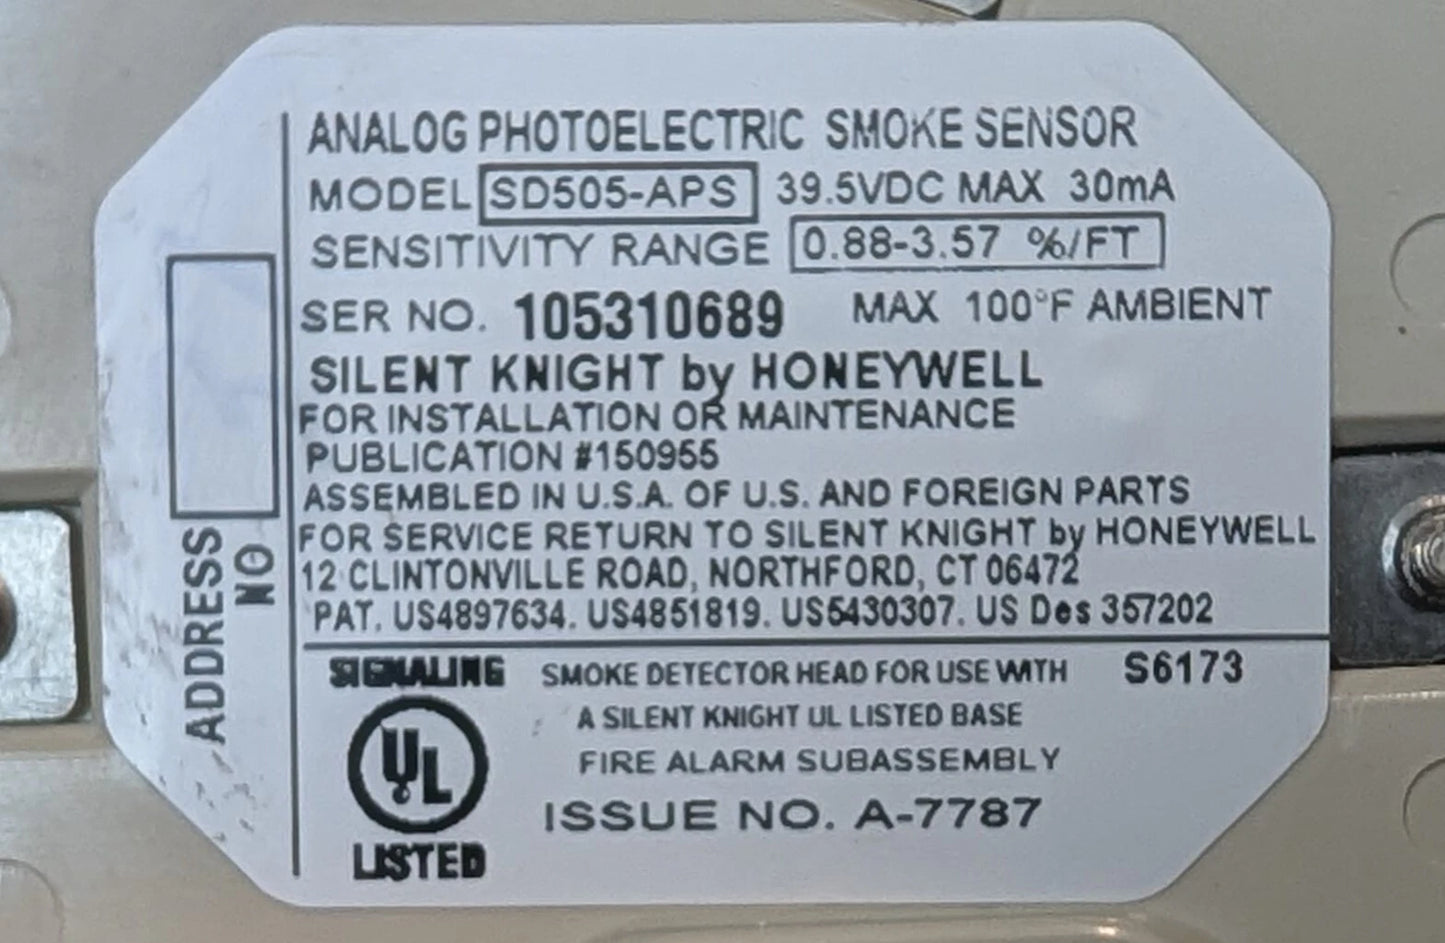 ANALOG PHOTOELECTRIC SMOKE SENSOR
MODEL SD505-APS 39.5VDC MAX 30mA
SENSITIVITY RANGE 0.88-3.57 %/FT
SER NO. 105310689 MAX 100°F AMBIENT
SILENT KNIGHT by HONEYWELL
FOR INSTALLATION OR MAINTENANCE
PUBLICATION #150955
ASSEMBLED IN U.S.A. OF U.S. AND FOREIGN PARTS
FOR SERVICE RETURN TO SILENT KNIGHT by HONEYWELL
12 CLINTONVILLE ROAD, NORTHFORD, CT 06472
PAT. US4897634. US4851819. US5430307. US Des 357202
ADDRESS
NO
SIGNALING
UL
LISTED
SMOKE DETECTOR HEAD FOR USE WITH S6173
A SILENT KNIGHT UL LISTED BASE
FIRE ALARM SUBASSEMBLY
ISSUE NO. A-7787